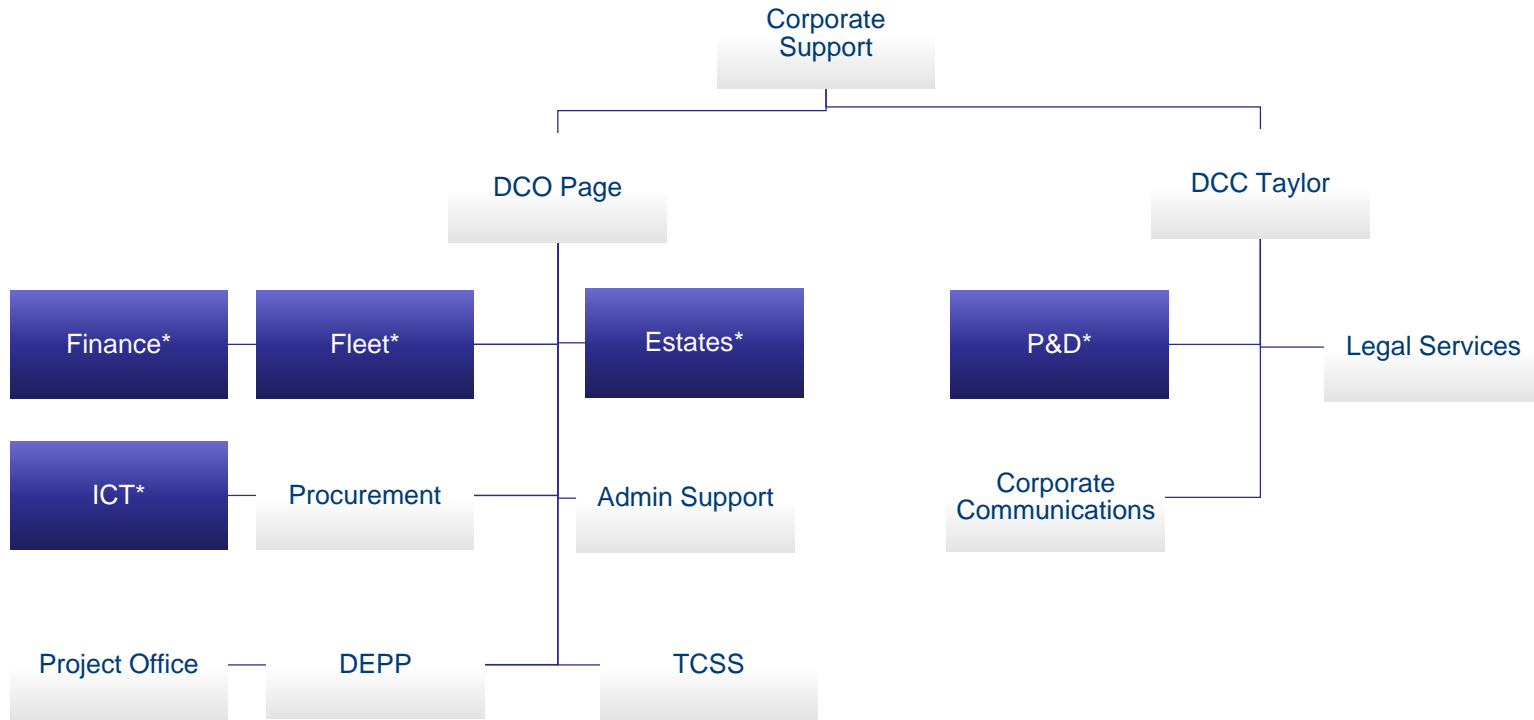 Corporate
Support
DCO Page
DCC Taylor
Finance*
Fleet*
Estates*
P&D*
Legal Services
ICT*
Procurement
Admin Support
Corporate
Communications
Project Office
DEPP
TCSS